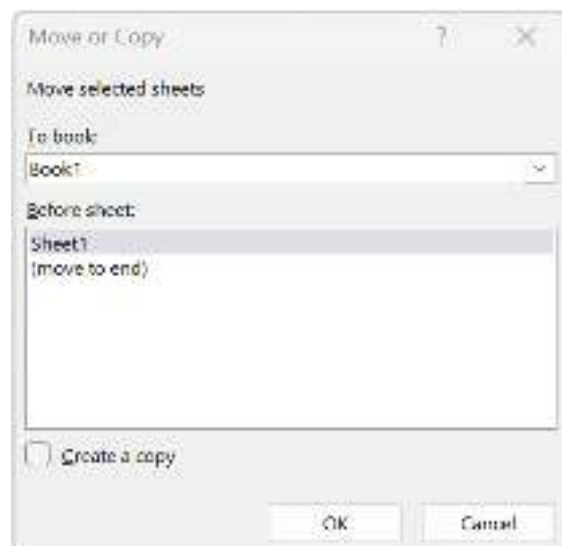 Move or Copy ?
Move selected sheets
To book:
Book1
Before sheet:
Sheet1
(move to end)
Create a copy
OK Cancel